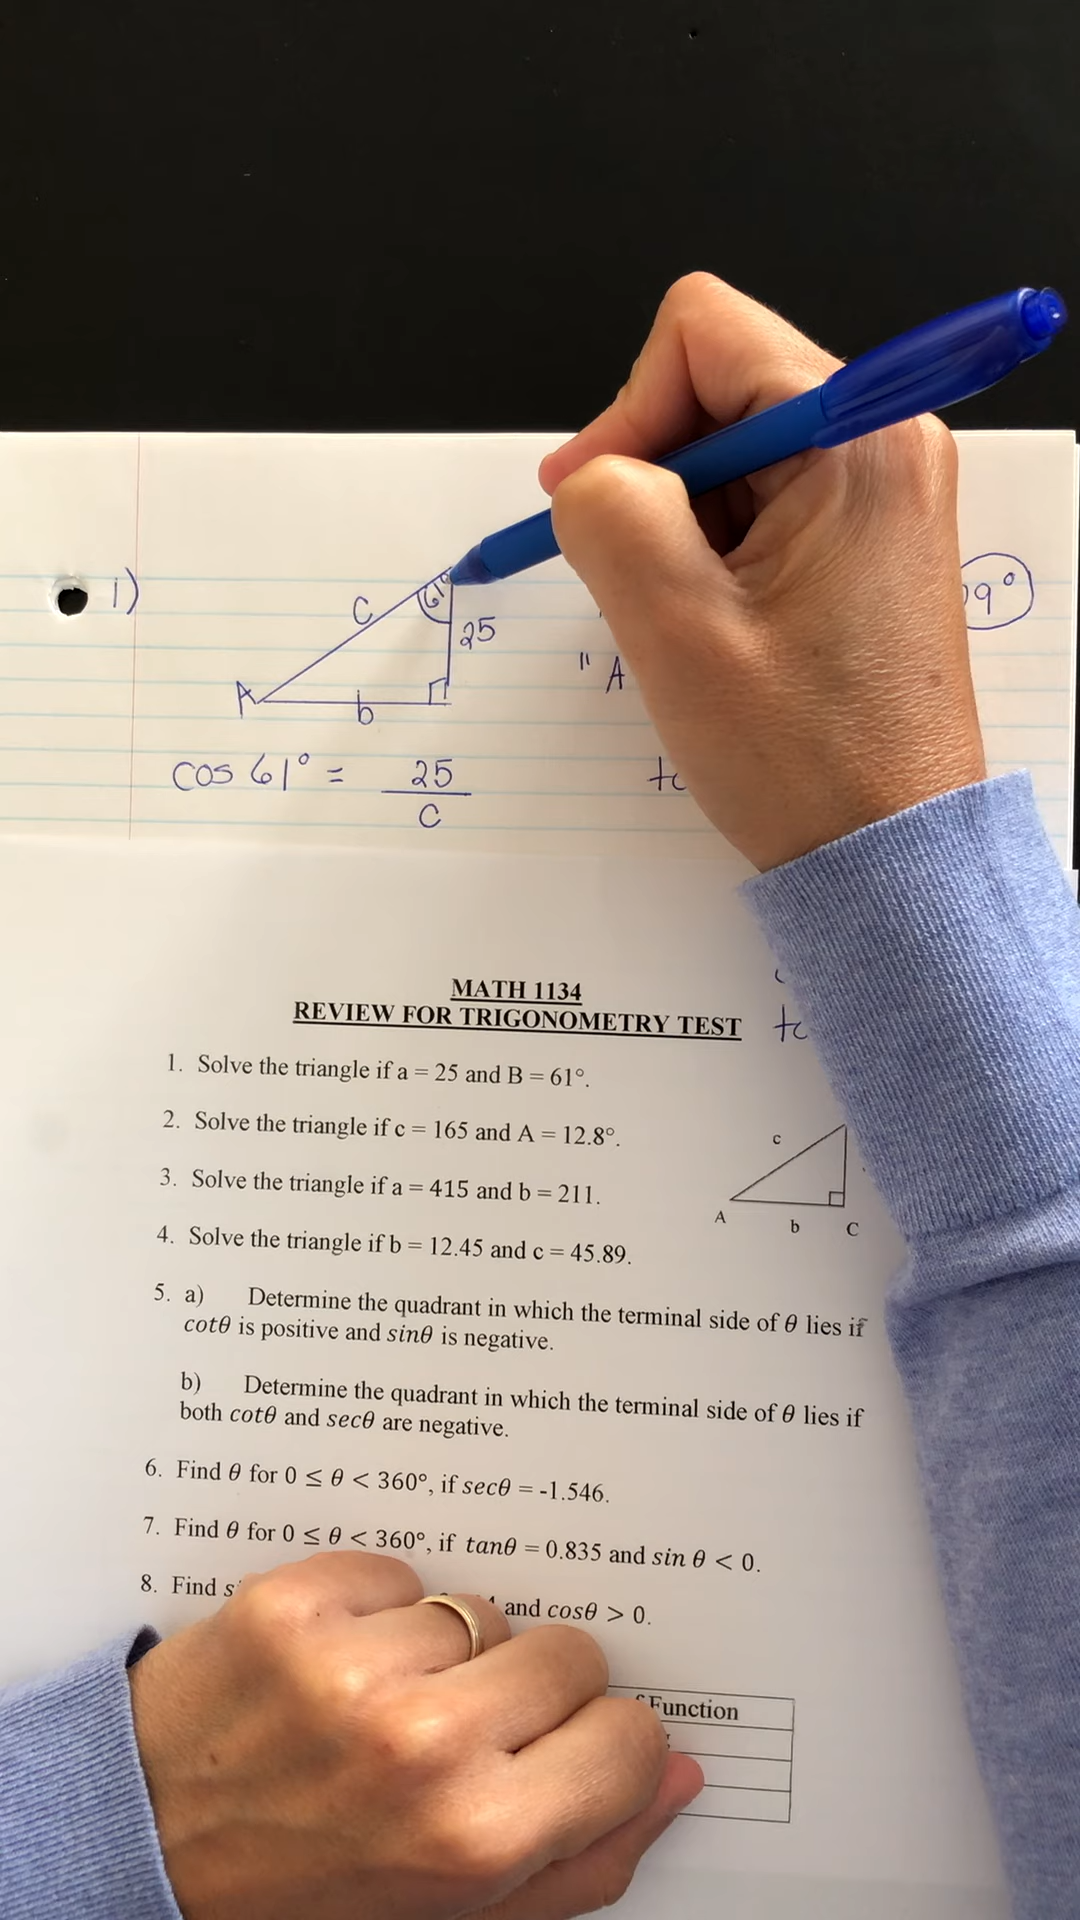 1)
C
61°
25
9°
" A
A
b
cos 61° = 25
C
MATH 1134
REVIEW FOR TRIGONOMETRY TEST
1. Solve the triangle if a = 25 and B = 61°.
2. Solve the triangle if c = 165 and A = 12.8°.
c
3. Solve the triangle if a = 415 and b = 211.
A b C
4. Solve the triangle if b = 12.45 and c = 45.89.
5. a) Determine the quadrant in which the terminal side of θ lies if
cotθ is positive and sinθ is negative.
b) Determine the quadrant in which the terminal side of θ lies if
both cotθ and secθ are negative.
6. Find θ for 0 ≤ θ < 360°, if secθ = -1.546.
7. Find θ for 0 ≤ θ < 360°, if tanθ = 0.835 and sin θ < 0.
8. Find and cosθ > 0.
Function